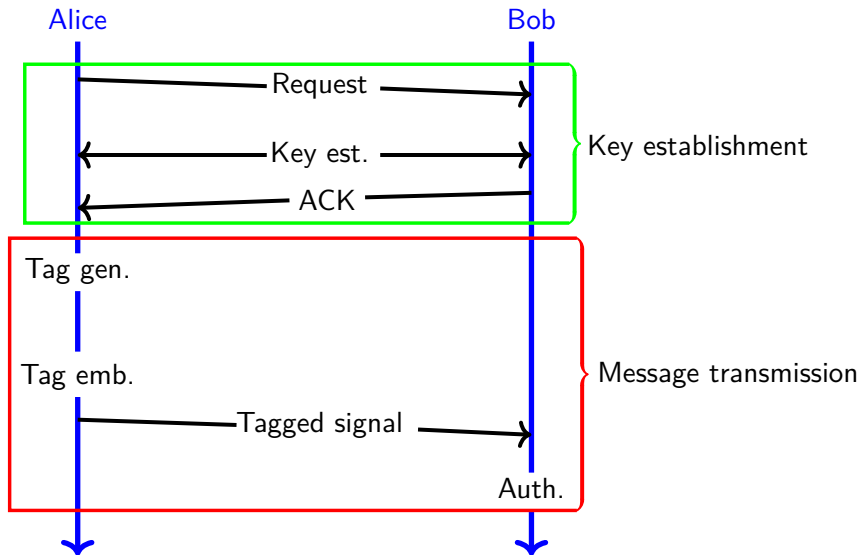 Alice
Bob
Request
Key est.
Key establishment
ACK
Tag gen.
Tag emb.
Message transmission
Tagged signal
Auth.